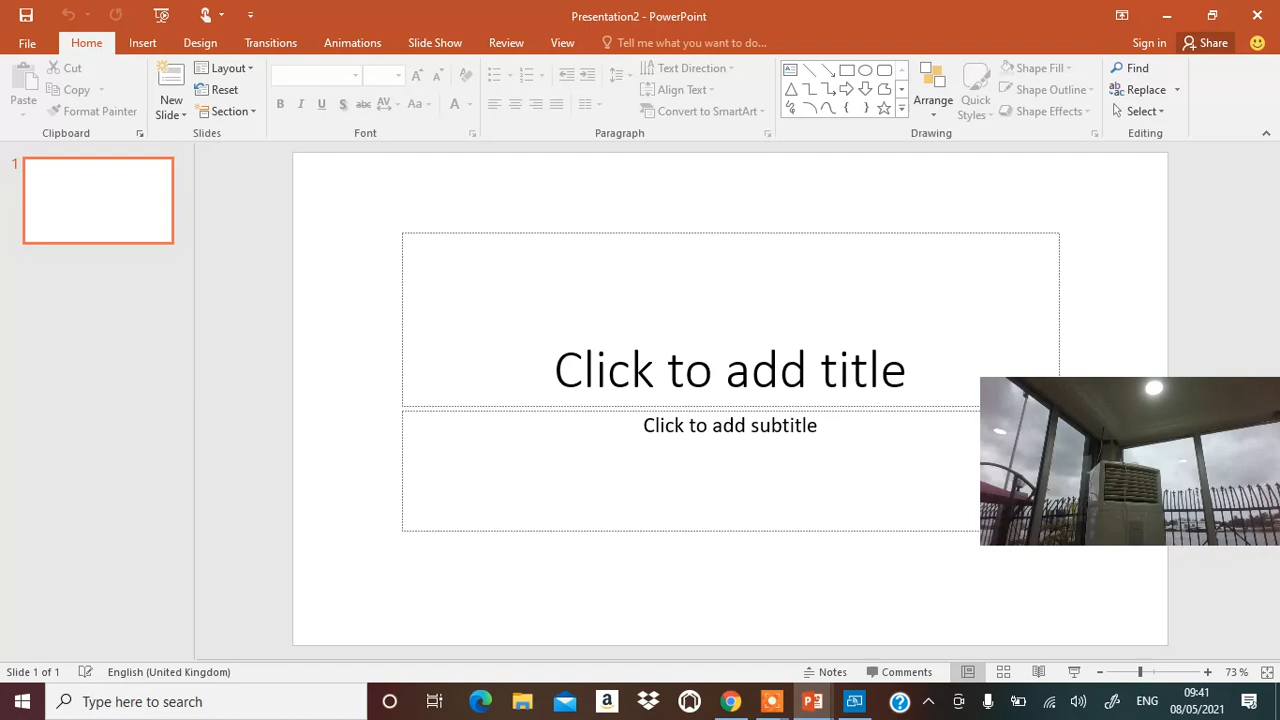 Presentation2 - PowerPoint
File Home Insert Design Transitions Animations Slide Show Review View Tell me what you want to do... Sign in Share
Paste Cut Copy Format Painter
Clipboard
New Slide Layout Reset Section
Slides
B I U S abc AV Aa A
Font
Text Direction Align Text Convert to SmartArt
Paragraph
Arrange Quick Styles Shape Fill Shape Outline Shape Effects
Drawing
Find Replace Select
Editing
1
Click to add title
Click to add subtitle
Slide 1 of 1 English (United Kingdom) Notes Comments 73 %
Type here to search ENG 09:41
08/05/2021